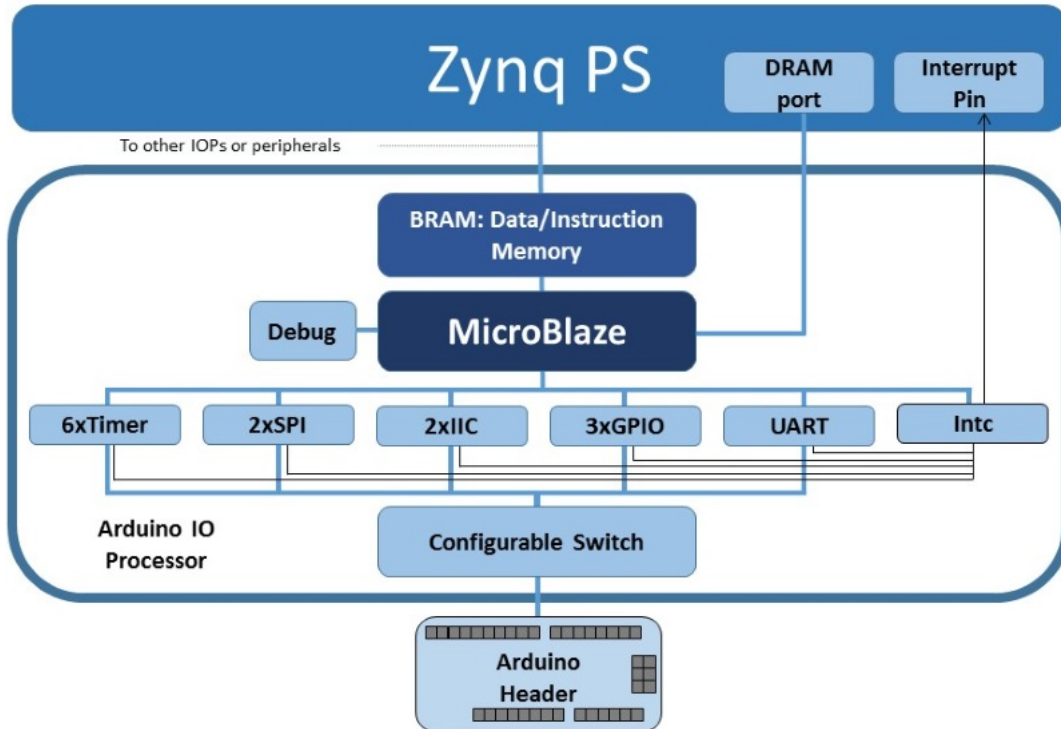 Zynq PS
DRAM
port
Interrupt
Pin
To other IOPs or peripherals
BRAM: Data/Instruction
Memory
Debug
MicroBlaze
6xTimer
2xSPI
2xIIC
3xGPIO
UART
Intc
Arduino IO
Processor
Configurable Switch
Arduino
Header